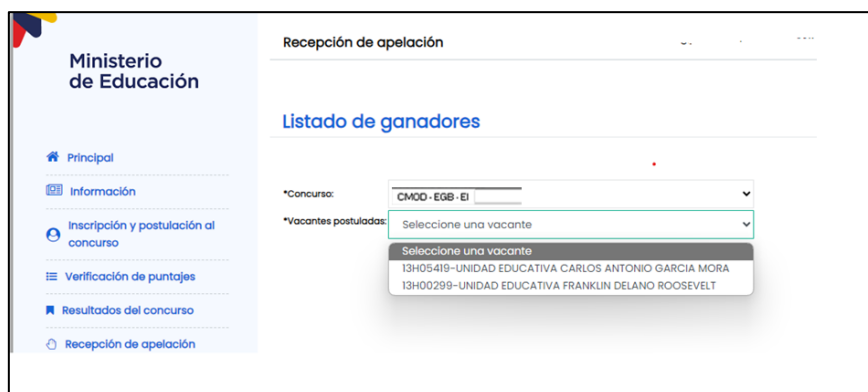 Ministerio
de Educación
Principal
Información
Inscripción y postulación al
concurso
Verificación de puntajes
Resultados del concurso
Recepción de apelación
Recepción de apelación
Listado de ganadores
*Concurso:
CMOD - EGB - EI
*Vacantes postuladas:
Seleccione una vacante
Seleccione una vacante
13H05419-UNIDAD EDUCATIVA CARLOS ANTONIO GARCIA MORA
13H00299-UNIDAD EDUCATIVA FRANKLIN DELANO ROOSEVELT